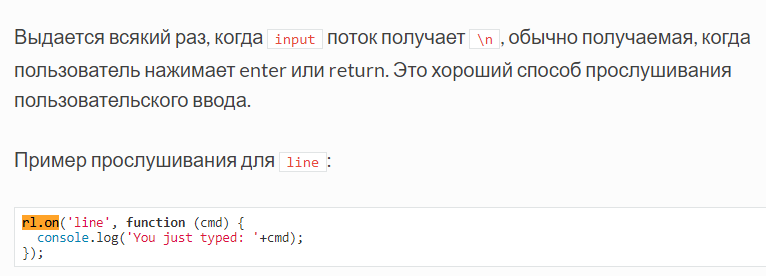 Выдается всякий раз, когда input поток получает \n, обычно получаемая, когда
пользователь нажимает enter или return. Это хороший способ прослушивания
пользовательского ввода.
Пример прослушивания для line:
rl.on('line', function (cmd) {
  console.log('You just typed: '+cmd);
});